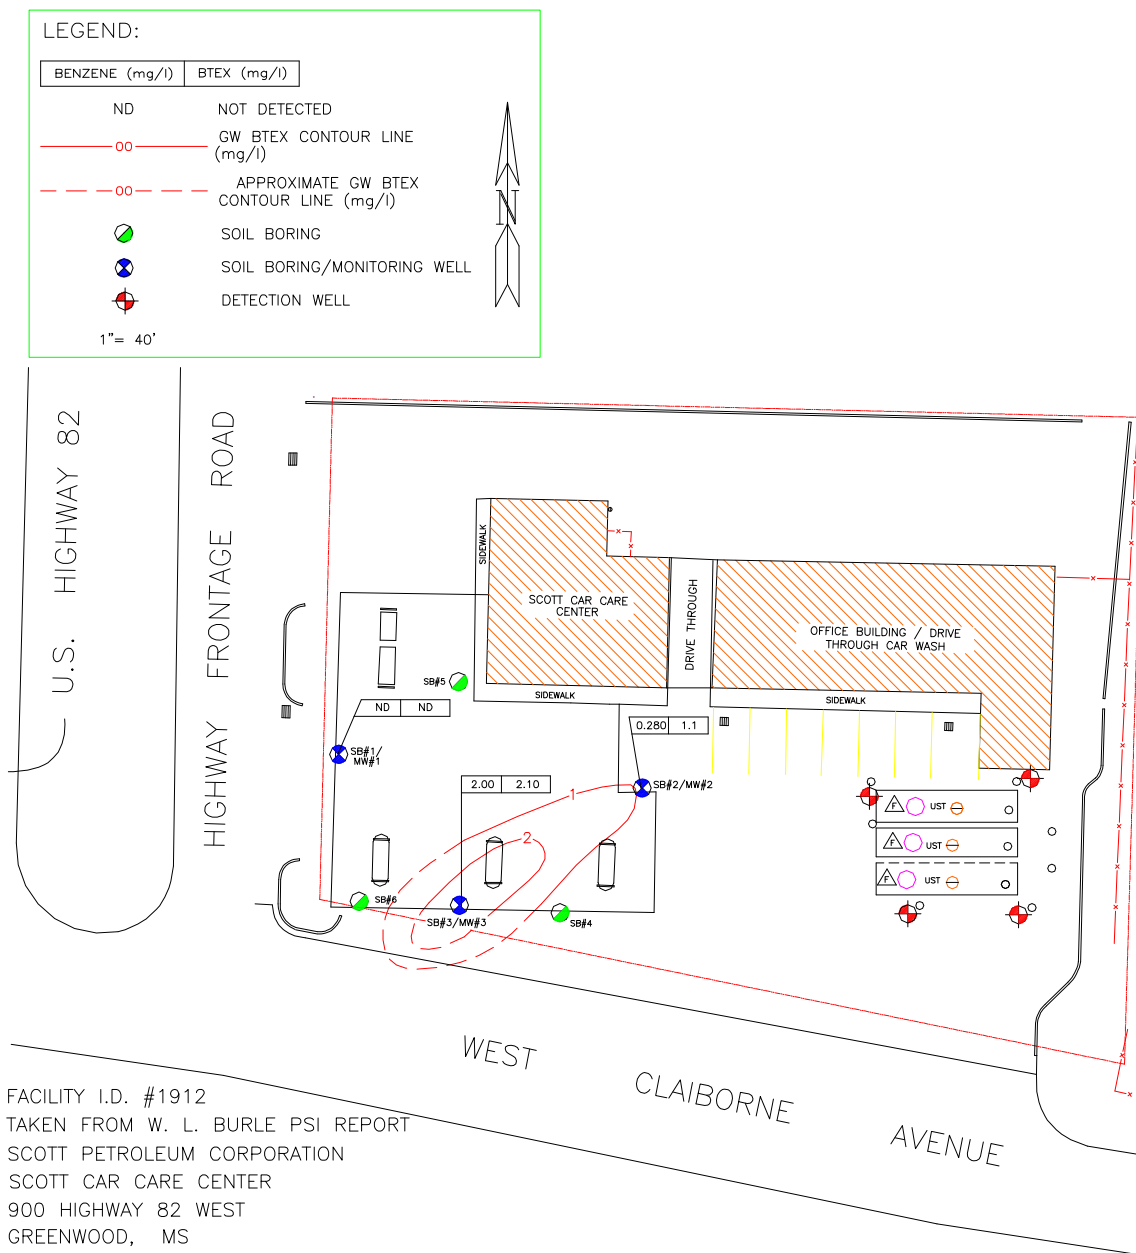 LEGEND:
BENZENE (mg/l) BTEX (mg/l)
ND NOT DETECTED
00 GW BTEX CONTOUR LINE
(mg/l)
00 APPROXIMATE GW BTEX
CONTOUR LINE (mg/l)
SOIL BORING
SOIL BORING/MONITORING WELL
DETECTION WELL
1"= 40'
N
U.S. HIGHWAY 82
HIGHWAY FRONTAGE ROAD
SIDEWALK
SCOTT CAR CARE
CENTER
DRIVE THROUGH
OFFICE BUILDING / DRIVE
THROUGH CAR WASH
SIDEWALK
SIDEWALK
SB#5
ND ND
0.280 1.1
SB#1/
MW#1
2.00 2.10
SB#2/MW#2
1
2
F UST
F UST
F UST
SB#6
SB#3/MW#3
SB#4
WEST CLAIBORNE AVENUE
FACILITY I.D. #1912
TAKEN FROM W. L. BURLE PSI REPORT
SCOTT PETROLEUM CORPORATION
SCOTT CAR CARE CENTER
900 HIGHWAY 82 WEST
GREENWOOD, MS